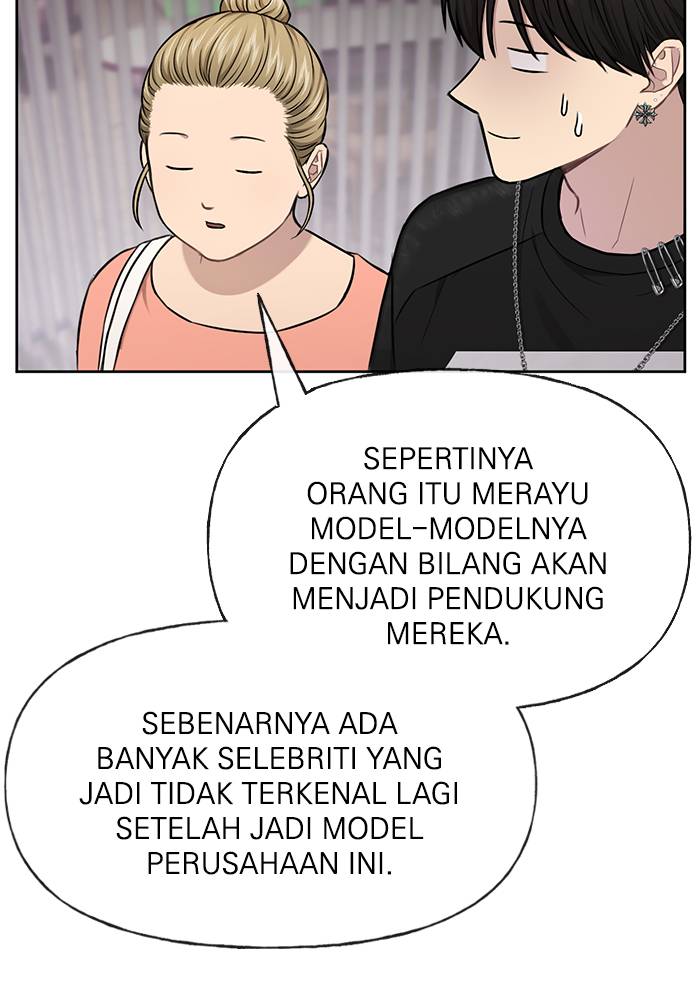 SEPERTINYA
ORANG ITU MERAYU
MODEL-MODELNYA
DENGAN BILANG AKAN
MENJADI PENDUKUNG
MEREKA.
SEBENARNYA ADA
BANYAK SELEBRITI YANG
JADI TIDAK TERKENAL LAGI
SETELAH JADI MODEL
PERUSAHAAN INI.